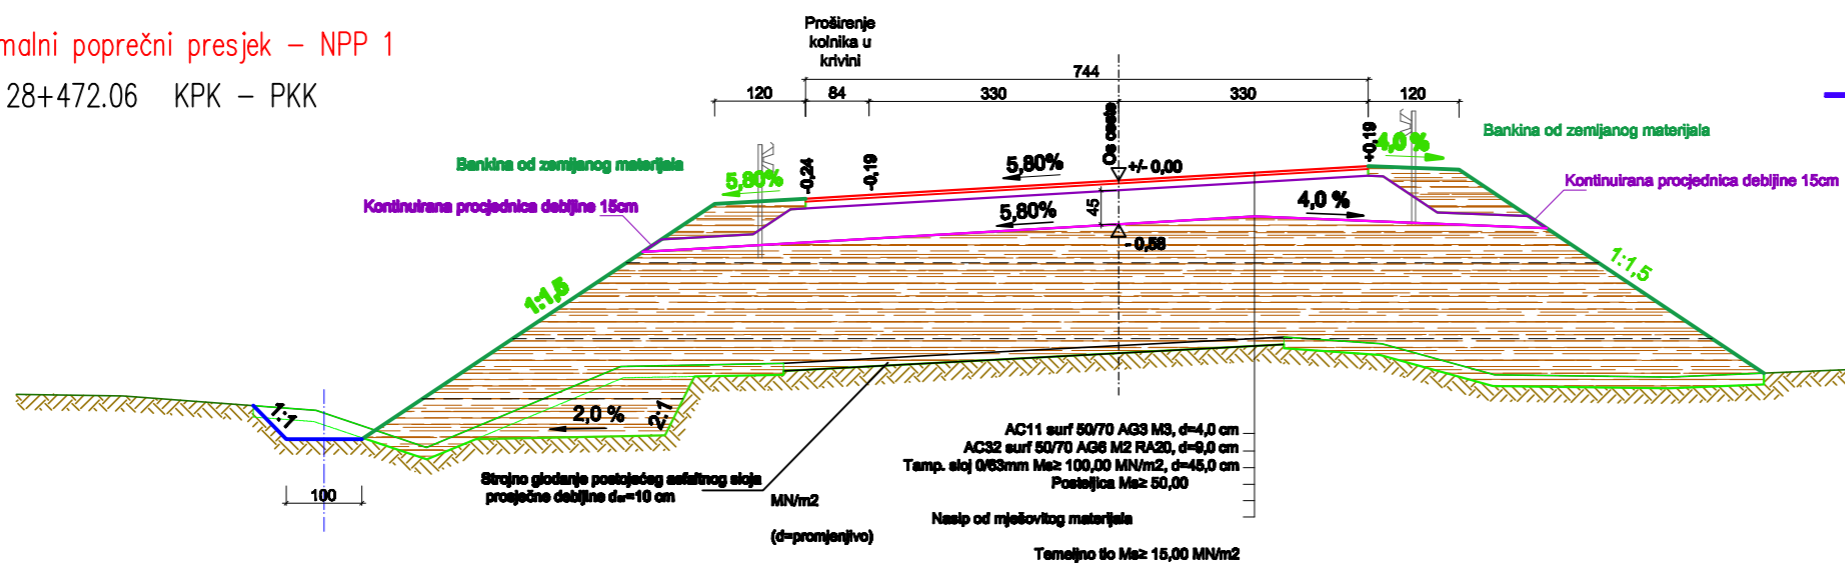 malni poprečni presjek – NPP 1
28+472.06 KPK – PKK
Proširenje
kolnika u
krivini
744
120
84
330
330
120
Os ceste
+0,19
4,0 %
Bankina od zemljanog materijala
Bankina od zemljanog materijala
-0,24
-0,19
5,80%
+/- 0,00
5,80%
Kontinuirana procjednica debljine 15cm
Kontinuirana procjednica debljine 15cm
5,80%
45
4,0 %
- 0,58
1:1,5
1:1,5
1:1
2,0 %
2:1
AC11 surf 50/70 AG3 M3, d=4,0 cm
AC32 surf 50/70 AG6 M2 RA20, d=9,0 cm
Tamp. sloj 0/63mm Ms≥ 100,00 MN/m2, d=45,0 cm
Posteljica Ms≥ 50,00
Strojno glodanje postojećeg asfaltnog sloja
prosječne debljine dsr=10 cm
100
MN/m2
Nasip od mješovitog materijala
(d=promjenjivo)
Temeljno tlo Ms≥ 15,00 MN/m2